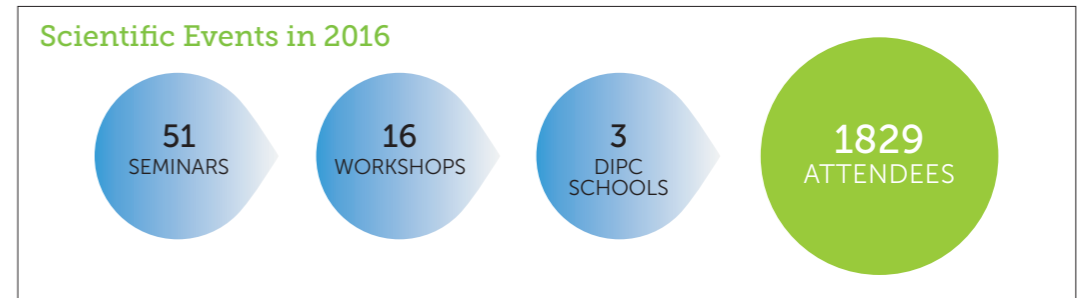 Scientific Events in 2016
51
SEMINARS
16
WORKSHOPS
3
DIPC
SCHOOLS
1829
ATTENDEES